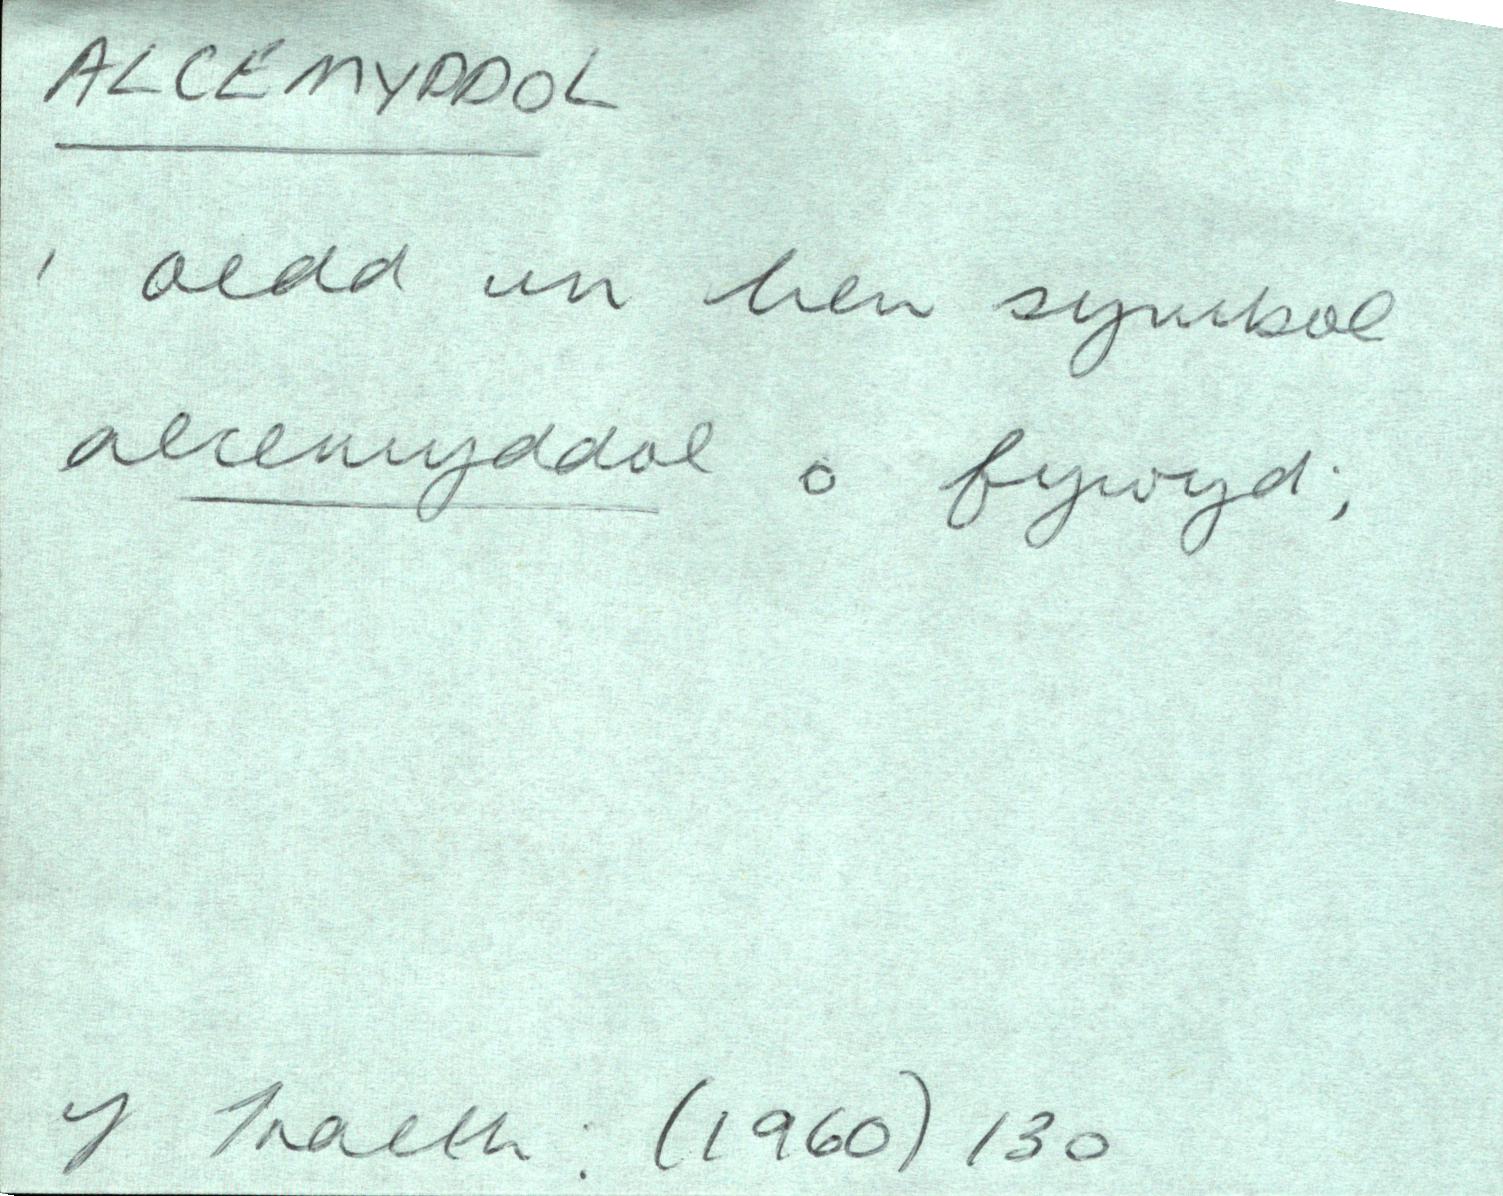 ALCEMYDDOL
' oedd un hen symbol
alcemyddol o fywyd;
Y Traeth: (1960) 130